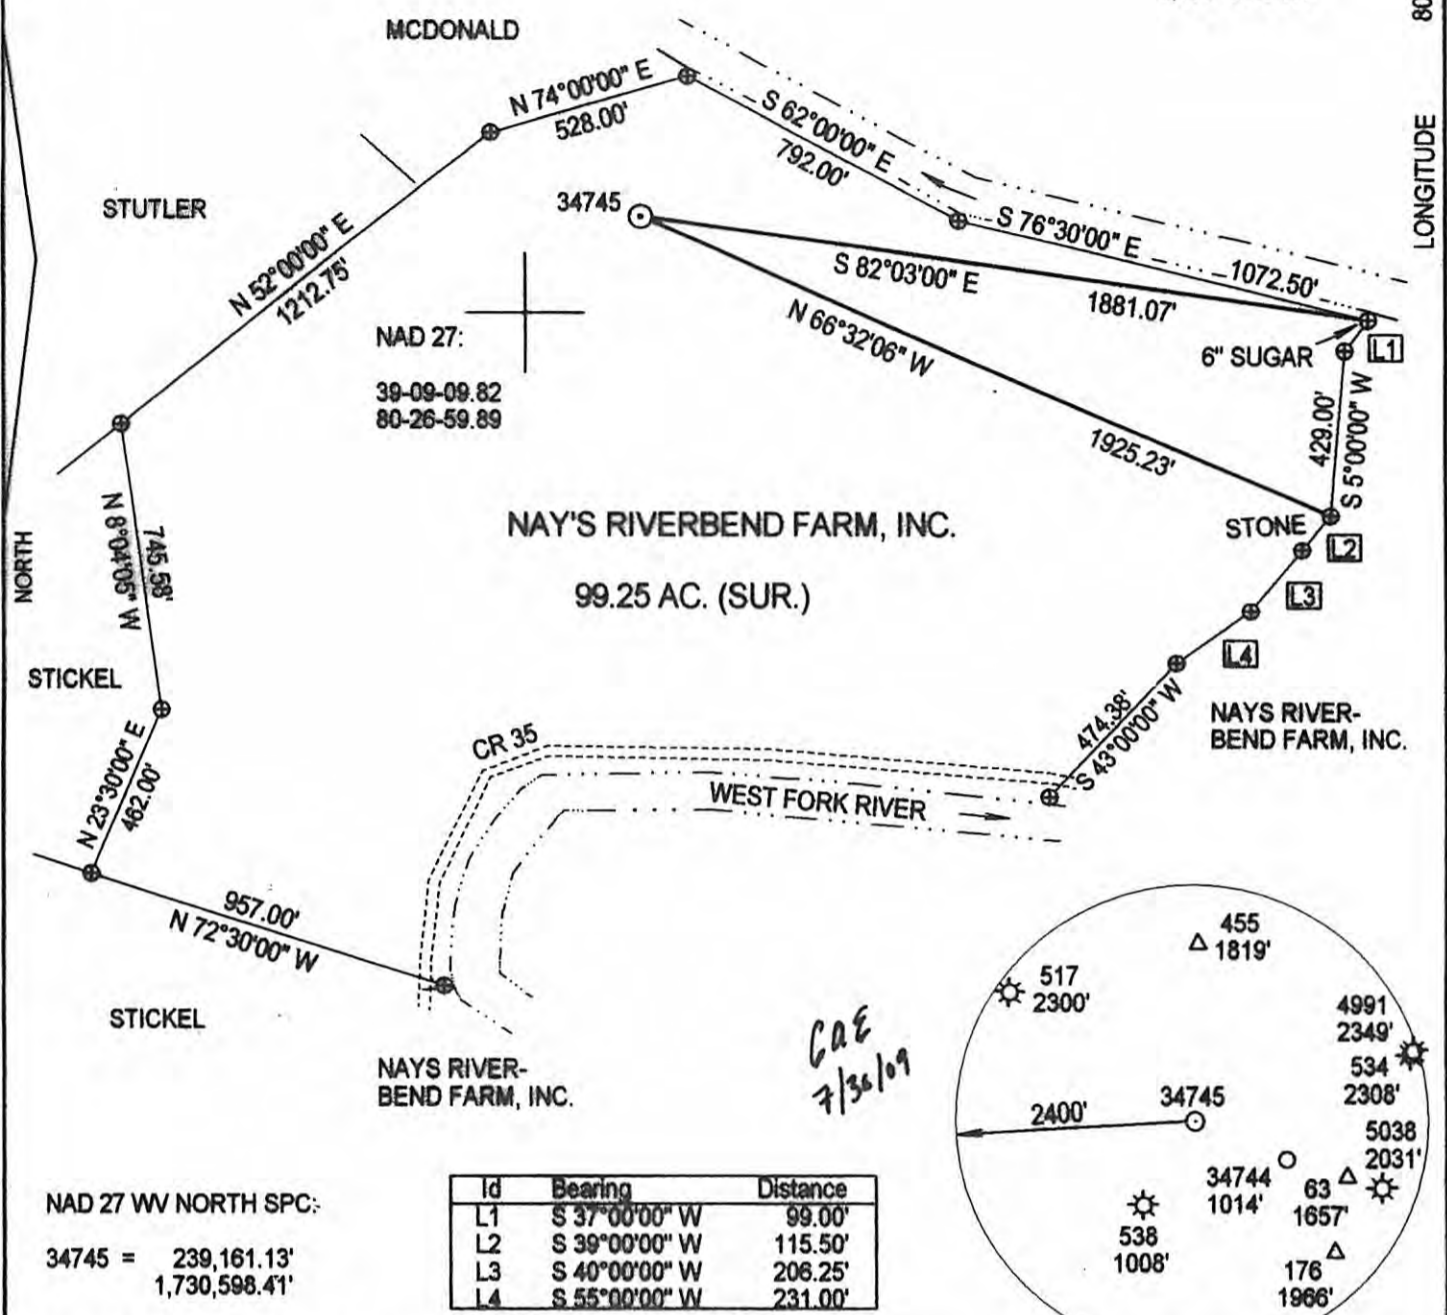 80
MCDONALD
LONGITUDE
N 74°00'00" E
528.00'
S 62°00'00" E
792.00'
STUTLER
34745
S 76°30'00" E
1072.50'
N 52°00'00" E
1212.75'
S 82°03'00" E
1881.07'
NAD 27:
39-09-09.82
80-26-59.89
N 66°32'06" W
1925.23'
6" SUGAR
L1
429.00'
S 5°00'00" W
NORTH
N 8°04'05" W
745.58'
NAY'S RIVERBEND FARM, INC.
99.25 AC. (SUR.)
STONE
L2
L3
L4
STICKEL
474.38'
S 43°00'00" W
NAYS RIVER-
BEND FARM, INC.
N 23°30'00" E
462.00'
CR 35
WEST FORK RIVER
957.00'
N 72°30'00" W
STICKEL
NAYS RIVER-
BEND FARM, INC.
CAE
7/30/09
455
1819'
517
2300'
4991
2349'
534
2308'
2400'
34745
5038
2031'
34744
1014'
63
1657'
538
1008'
176
1966'
NAD 27 WV NORTH SPC:
34745 = 239,161.13'
1,730,598.41'
Id Bearing Distance
L1 S 37°00'00" W 99.00'
L2 S 39°00'00" W 115.50'
L3 S 40°00'00" W 206.25'
L4 S 55°00'00" W 231.00'